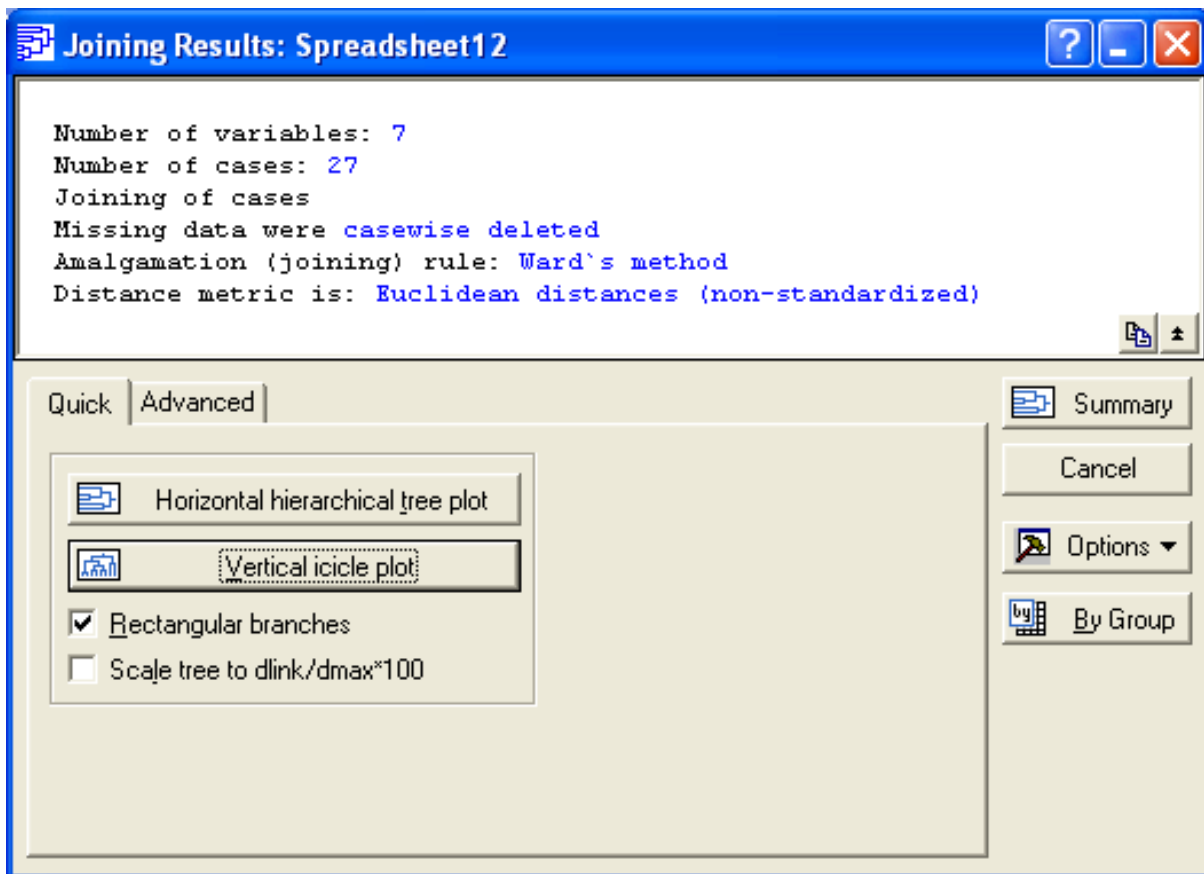 Joining Results: Spreadsheet12
?
Number of variables: 7
Number of cases: 27
Joining of cases
Missing data were casewise deleted
Amalgamation (joining) rule: Ward`s method
Distance metric is: Euclidean distances (non-standardized)
Quick
Advanced
Summary
Cancel
Horizontal hierarchical tree plot
Options
Vertical icicle plot
Rectangular branches
by
By Group
Scale tree to dlink/dmax*100